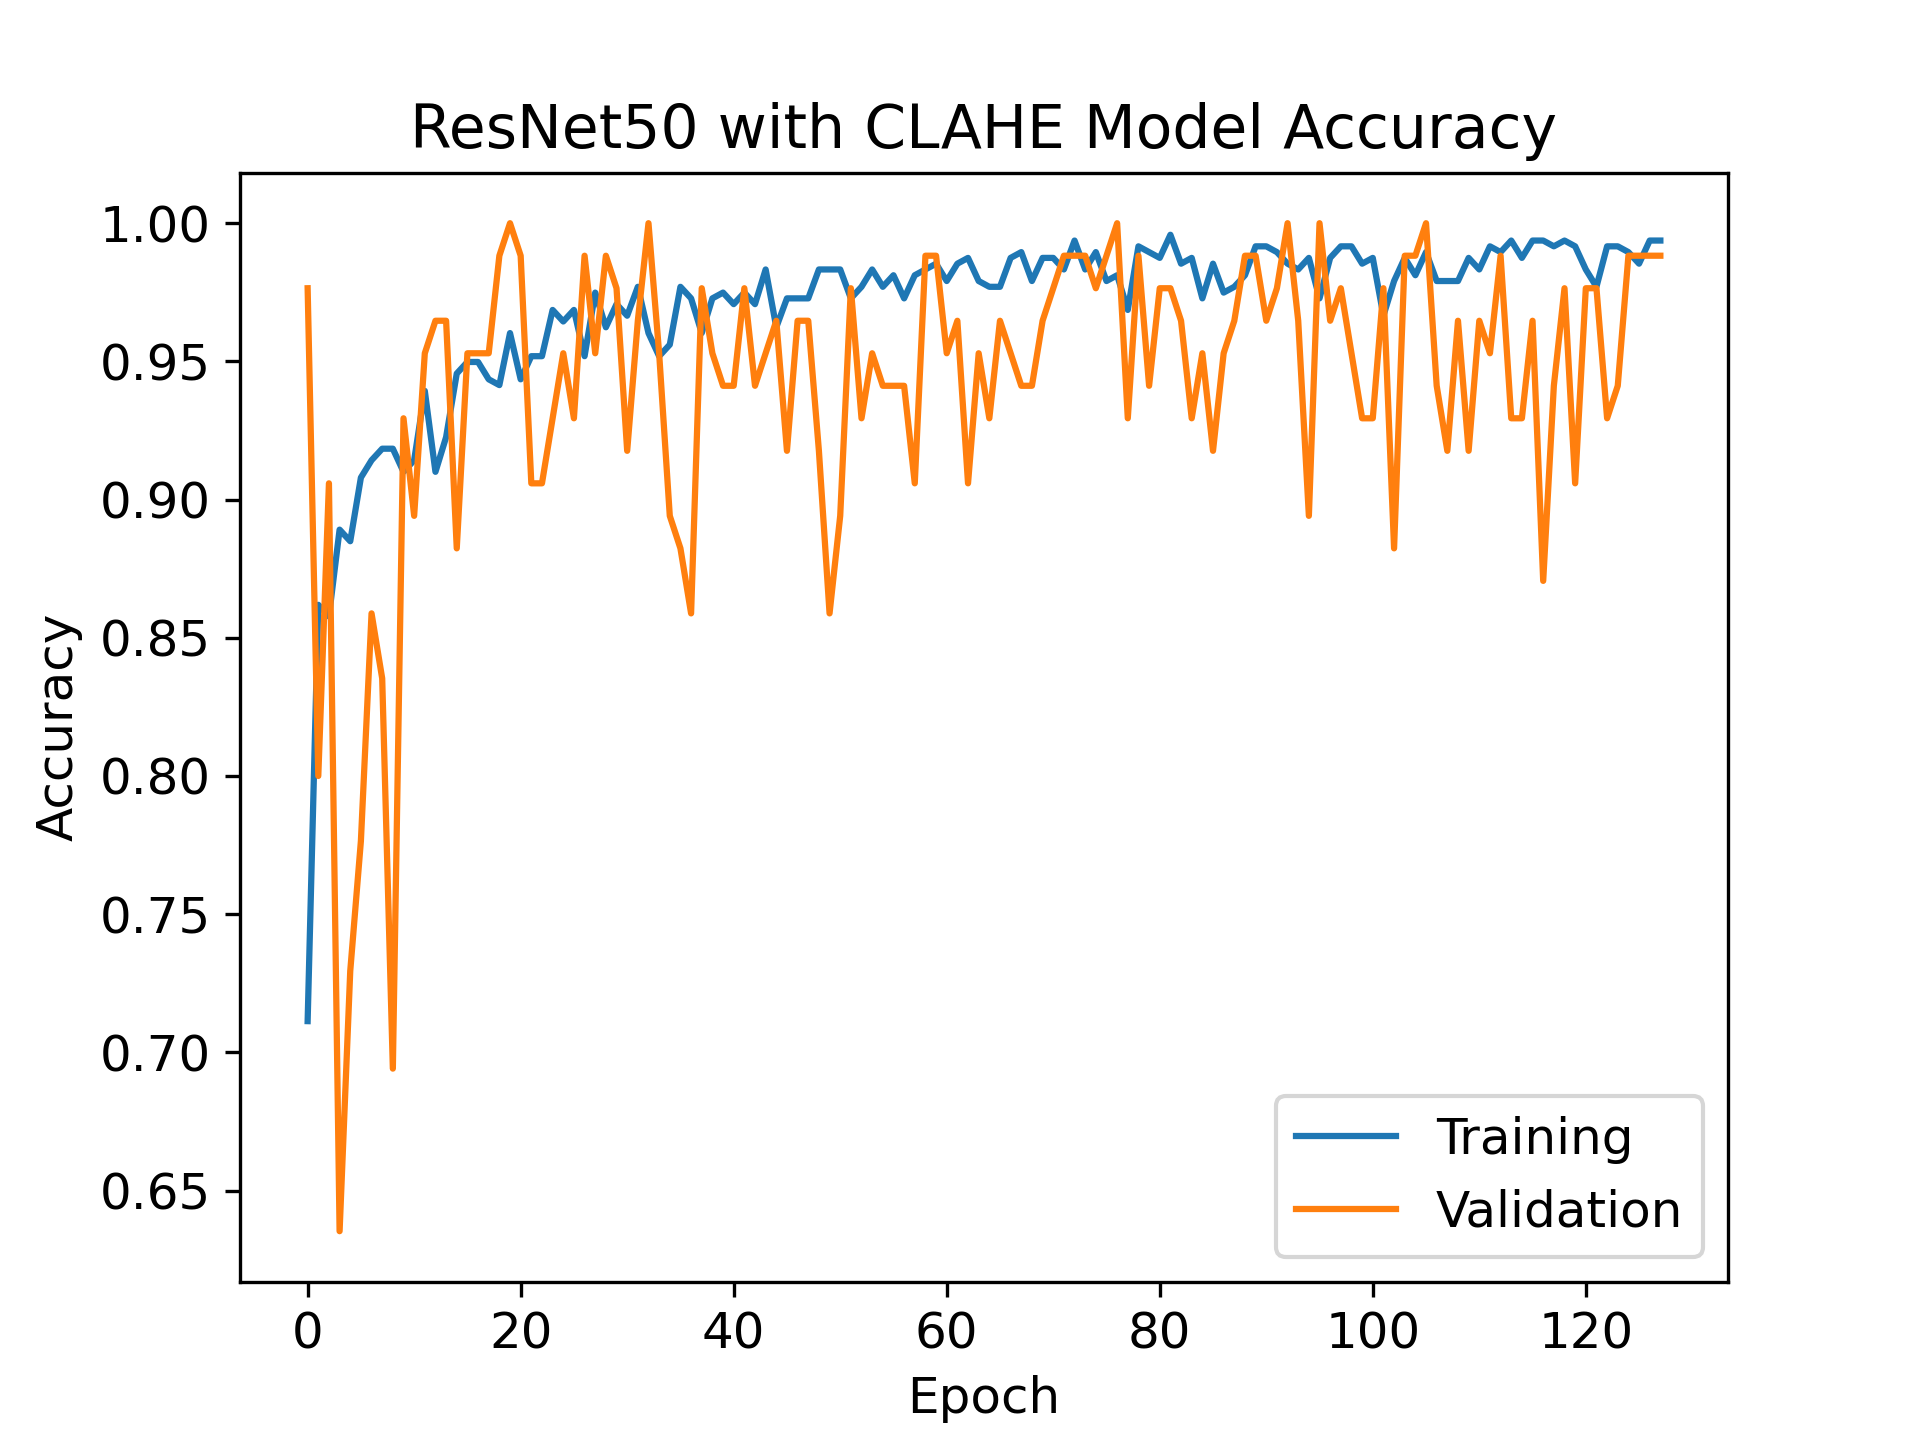 ResNet50 with CLAHE Model Accuracy
1.00
0.95
0.90
0.85
0.80
0.75
0.70
0.65
Accuracy
0 20 40 60 80 100 120
Epoch
Training
Validation